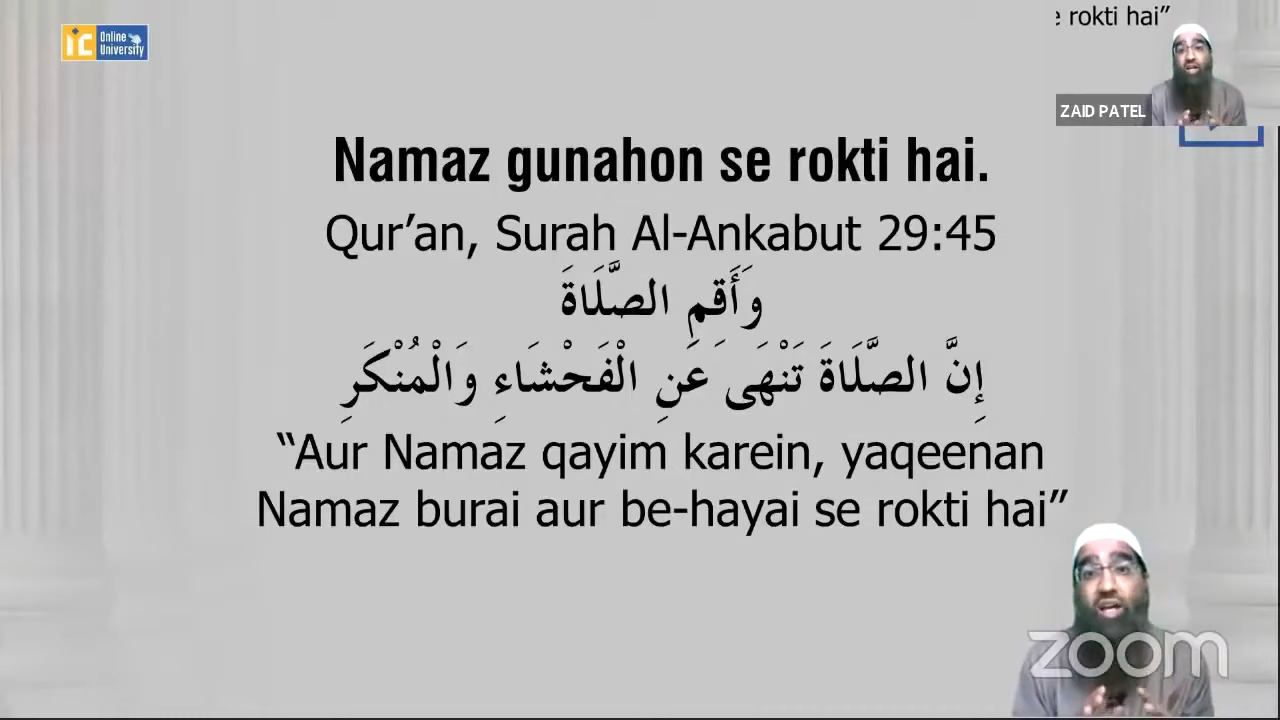 iC Online
University
e rokti hai”
ZAID PATEL
Namaz gunahon se rokti hai.
Qur’an, Surah Al-Ankabut 29:45
وَأَقِمِ الصَّلَاةَ
إِنَّ الصَّلَاةَ تَنْهَىَ عَنِ الْفَحْشَاءِ وَالْمُنْكَرِ
“Aur Namaz qayim karein, yaqeenan
Namaz burai aur be-hayai se rokti hai”
zoom